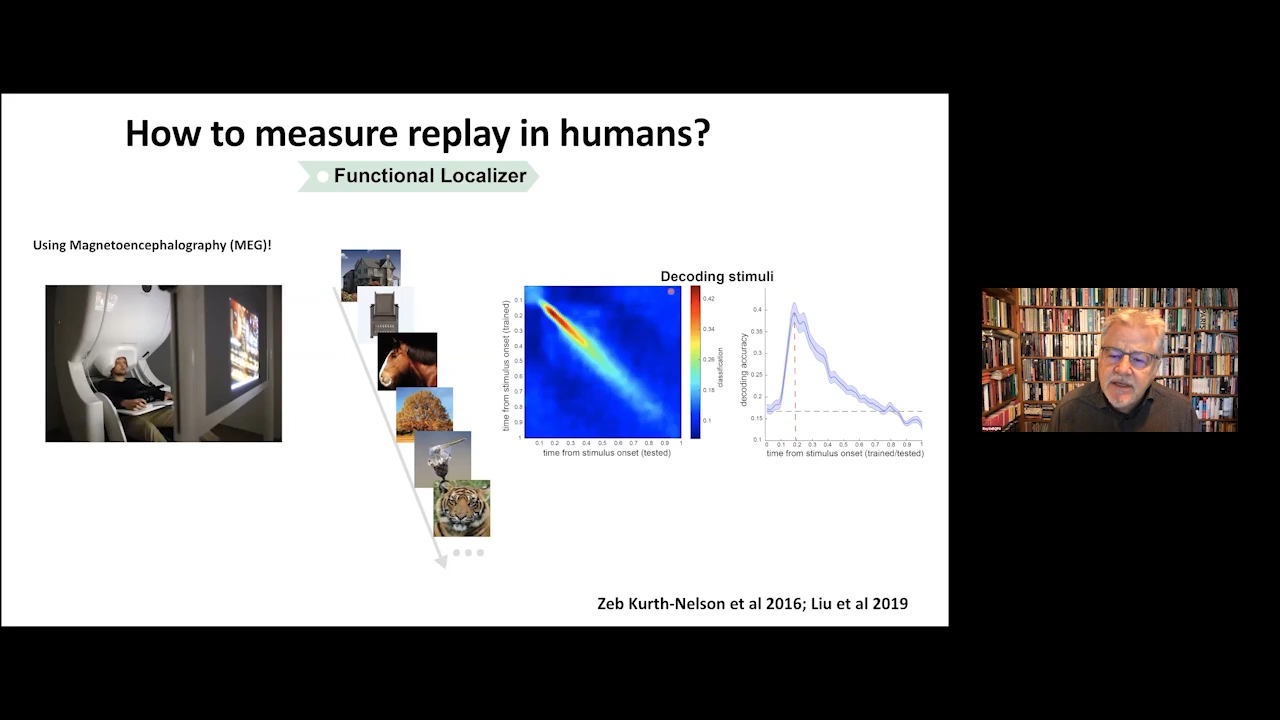 How to measure replay in humans?
Functional Localizer
Using Magnetoencephalography (MEG)!
Decoding stimuli
time from stimulus onset (trained)
0.1
0.2
0.3
0.4
0.5
0.6
0.7
0.8
0.9
1
0.1 0.2 0.3 0.4 0.5 0.6 0.7 0.8 0.9 1
time from stimulus onset (tested)
0.42
0.34
0.26
0.18
0.1
classification
decoding accuracy
0.4
0.35
0.3
0.25
0.2
0.15
0.1
0 0.1 0.2 0.3 0.4 0.5 0.6 0.7 0.8 0.9 1
time from stimulus onset (trained/tested)
Zeb Kurth-Nelson et al 2016; Liu et al 2019